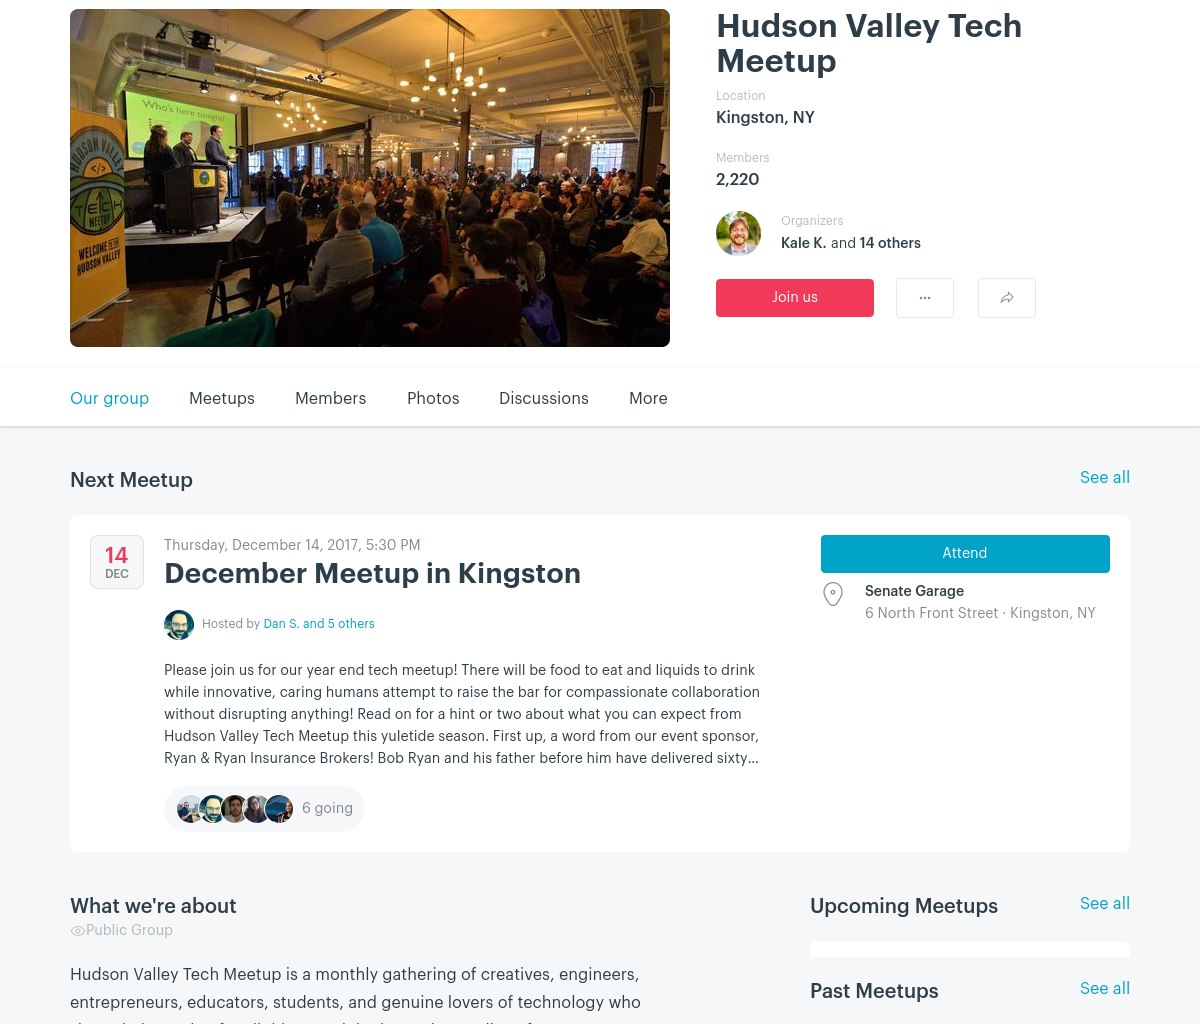 Who's here tonight?
HUDSON VALLEY
</>
TECH
MEETUP
WELCOME TO THE
HUDSON VALLEY
Hudson Valley Tech
Meetup
Location
Kingston, NY
Members
2,220
Organizers
Kale K. and 14 others
Join us
Our group
Meetups
Members
Photos
Discussions
More
Next Meetup
See all
14
DEC
Thursday, December 14, 2017, 5:30 PM
December Meetup in Kingston
Hosted by Dan S. and 5 others
Please join us for our year end tech meetup! There will be food to eat and liquids to drink
while innovative, caring humans attempt to raise the bar for compassionate collaboration
without disrupting anything! Read on for a hint or two about what you can expect from
Hudson Valley Tech Meetup this yuletide season. First up, a word from our event sponsor,
Ryan & Ryan Insurance Brokers! Bob Ryan and his father before him have delivered sixty...
6 going
Attend
Senate Garage
6 North Front Street · Kingston, NY
What we're about
Public Group
Hudson Valley Tech Meetup is a monthly gathering of creatives, engineers,
entrepreneurs, educators, students, and genuine lovers of technology who
Upcoming Meetups
See all
Past Meetups
See all